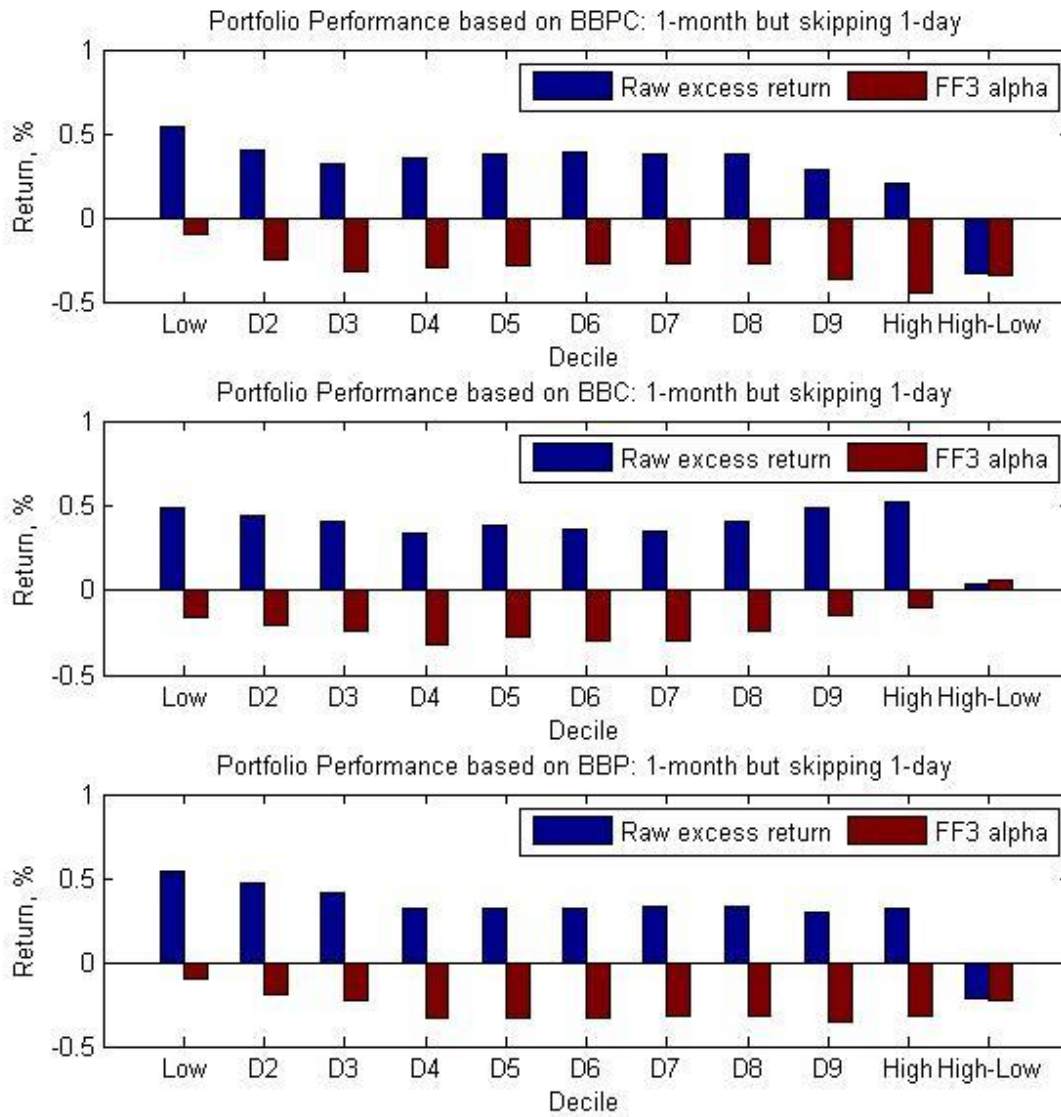 Portfolio Performance based on BBPC: 1-month but skipping 1-day
1
Raw excess return FF3 alpha
0.5
Return, %
0
-0.5
Low D2 D3 D4 D5 D6 D7 D8 D9 High High-Low
Decile
Portfolio Performance based on BBC: 1-month but skipping 1-day
1
Raw excess return FF3 alpha
0.5
Return, %
0
-0.5
Low D2 D3 D4 D5 D6 D7 D8 D9 High High-Low
Decile
Portfolio Performance based on BBP: 1-month but skipping 1-day
1
Raw excess return FF3 alpha
0.5
Return, %
0
-0.5
Low D2 D3 D4 D5 D6 D7 D8 D9 High High-Low
Decile